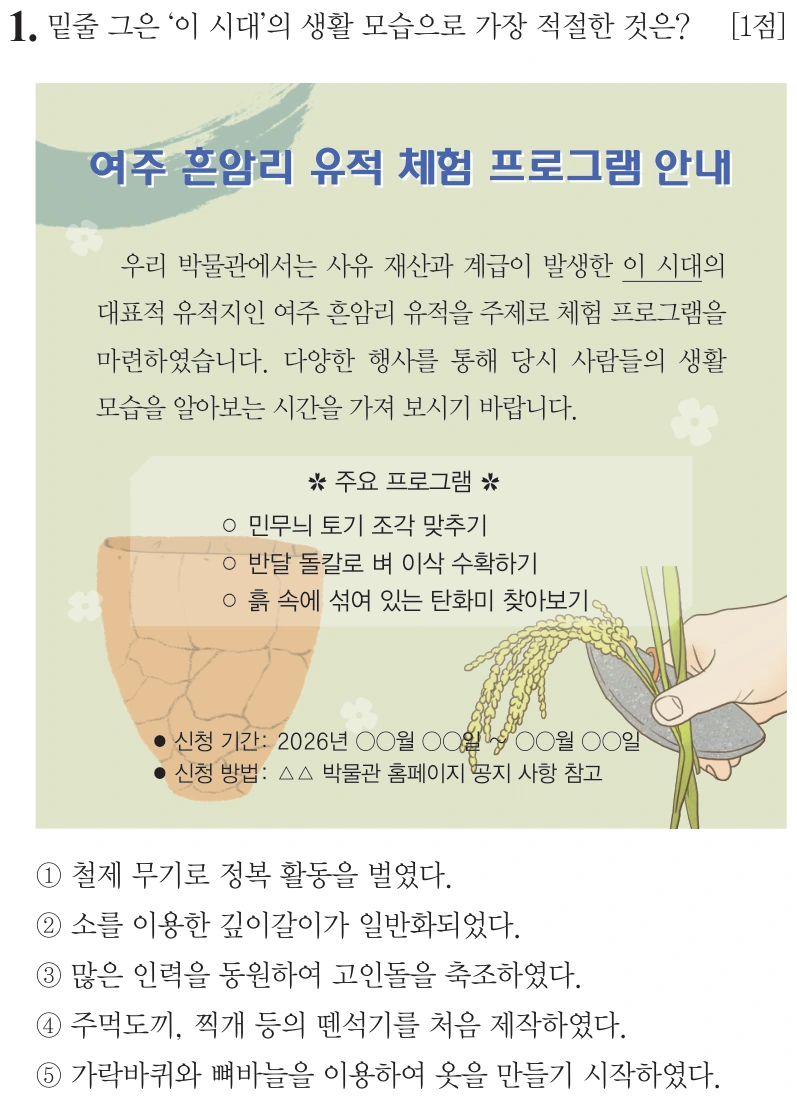 1. 밑줄 그은 ‘이 시대’의 생활 모습으로 가장 적절한 것은? [1점]
여주 흔암리 유적 체험 프로그램 안내
우리 박물관에서는 사유 재산과 계급이 발생한 이 시대의
대표적 유적지인 여주 흔암리 유적을 주제로 체험 프로그램을
마련하였습니다. 다양한 행사를 통해 당시 사람들의 생활
모습을 알아보는 시간을 가져 보시기 바랍니다.
✽ 주요 프로그램 ✽
○ 민무늬 토기 조각 맞추기
○ 반달 돌칼로 벼 이삭 수확하기
○ 흙 속에 섞여 있는 탄화미 찾아보기
● 신청 기간: 2026년 ○○월 ○○일 ~ ○○월 ○○일
● 신청 방법: △△ 박물관 홈페이지 공지 사항 참고
① 철제 무기로 정복 활동을 벌였다.
② 소를 이용한 깊이갈이가 일반화되었다.
③ 많은 인력을 동원하여 고인돌을 축조하였다.
④ 주먹도끼, 찍개 등의 뗀석기를 처음 제작하였다.
⑤ 가락바퀴와 뼈바늘을 이용하여 옷을 만들기 시작하였다.